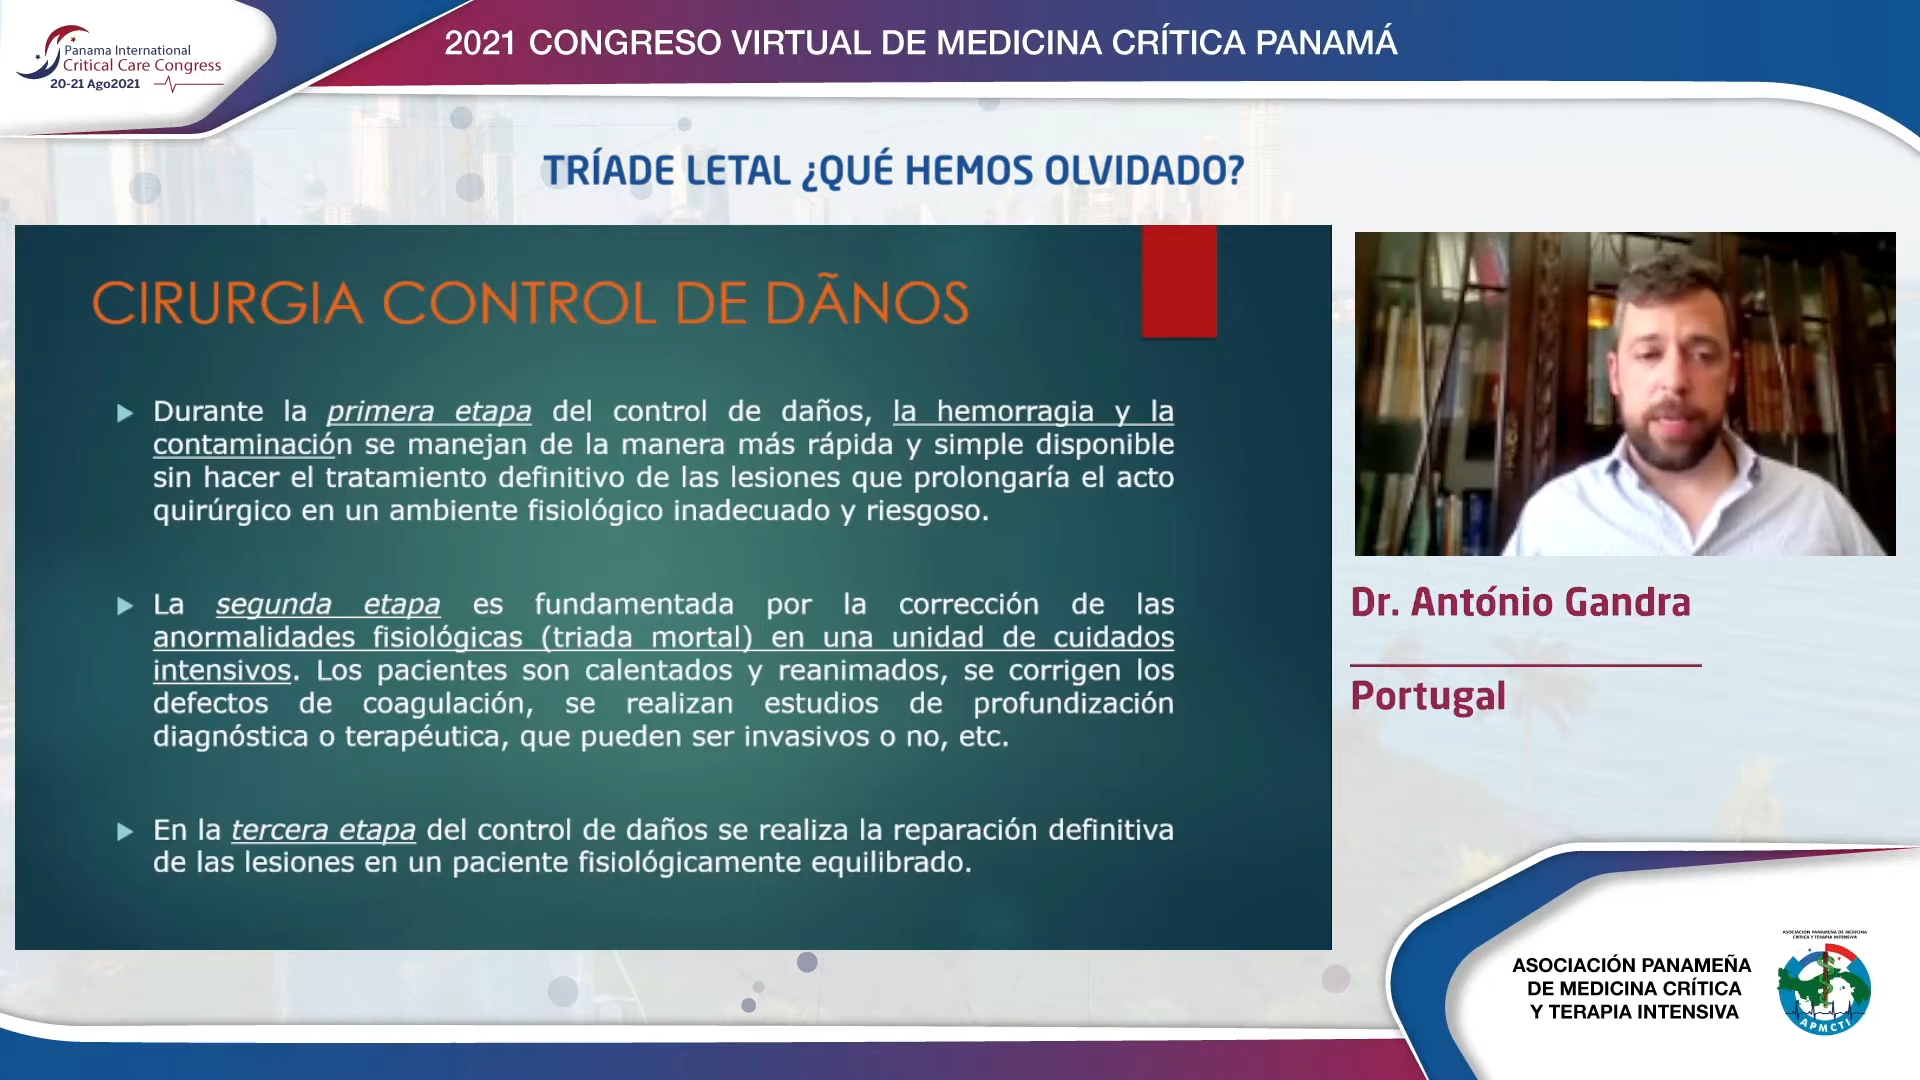 Panama International
Critical Care Congress
20-21 Ago2021
2021 CONGRESO VIRTUAL DE MEDICINA CRÍTICA PANAMÁ
TRÍADE LETAL ¿QUÉ HEMOS OLVIDADO?
CIRURGIA CONTROL DE DÃNOS
Durante la primera etapa del control de daños, la hemorragia y la
contaminación se manejan de la manera más rápida y simple disponible
sin hacer el tratamiento definitivo de las lesiones que prolongaría el acto
quirúrgico en un ambiente fisiológico inadecuado y riesgoso.
La segunda etapa es fundamentada por la corrección de las
anormalidades fisiológicas (triada mortal) en una unidad de cuidados
intensivos. Los pacientes son calentados y reanimados, se corrigen los
defectos de coagulación, se realizan estudios de profundización
diagnóstica o terapéutica, que pueden ser invasivos o no, etc.
En la tercera etapa del control de daños se realiza la reparación definitiva
de las lesiones en un paciente fisiológicamente equilibrado.
Dr. António Gandra
Portugal
ASOCIACIÓN PANAMEÑA
DE MEDICINA CRÍTICA
Y TERAPIA INTENSIVA
ASOCIACIÓN PANAMEÑA DE MEDICINA
CRÍTICA Y TERAPIA INTENSIVA
APMCTI